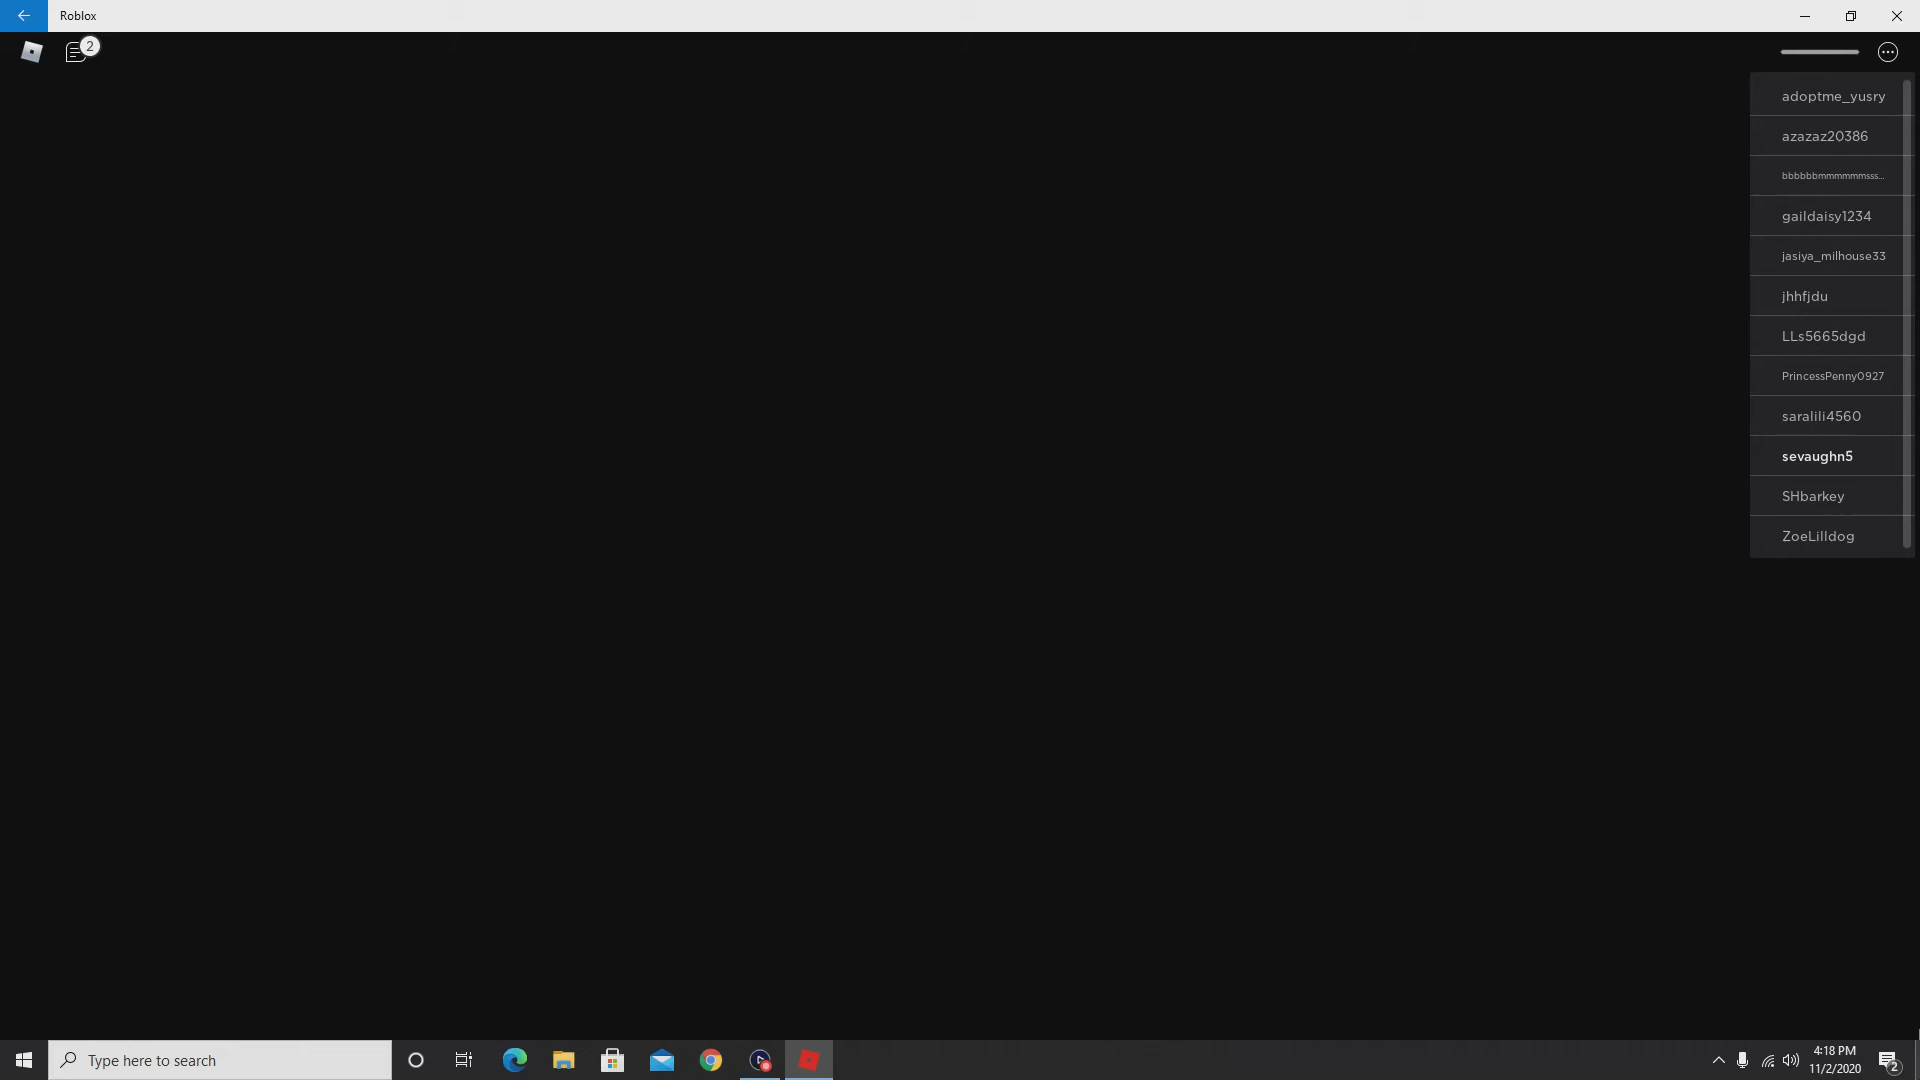 Roblox
2
adoptme_yusry
azazaz20386
bbbbbbmmmmmmsss...
gaildaisy1234
jasiya_milhouse33
jhhfjdu
LLs5665dgd
PrincessPenny0927
saralili4560
sevaughn5
SHbarkey
ZoeLilldog
Type here to search
4:18 PM
11/2/2020
2